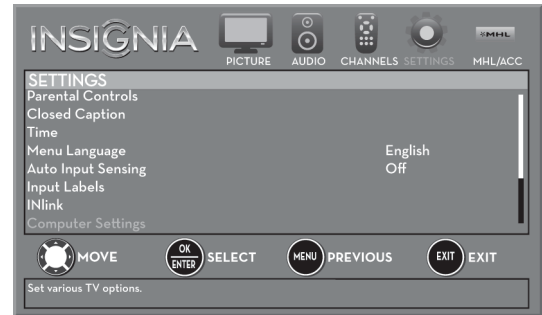 INSIGNIA
PICTURE AUDIO CHANNELS SETTINGS MHL/ACC
MHL
SETTINGS
Parental Controls
Closed Caption
Time
Menu Language English
Auto Input Sensing Off
Input Labels
INlink
Computer Settings
MOVE OK ENTER SELECT MENU PREVIOUS EXIT EXIT
Set various TV options.